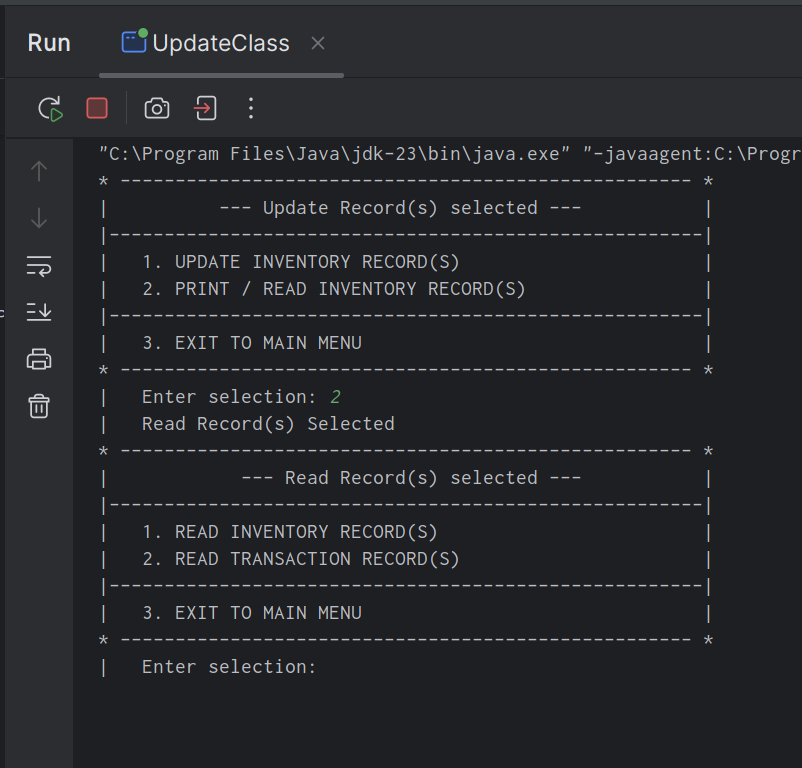 Run UpdateClass
"C:\Program Files\Java\jdk-23\bin\java.exe" "-javaagent:C:\Progr
* ---------------------------------------------------- *
|          --- Update Record(s) selected ---           |
|------------------------------------------------------|
|   1. UPDATE INVENTORY RECORD(S)                      |
|   2. PRINT / READ INVENTORY RECORD(S)                |
|------------------------------------------------------|
|   3. EXIT TO MAIN MENU                               |
* ---------------------------------------------------- *
|   Enter selection: 2
|   Read Record(s) Selected
* ---------------------------------------------------- *
|            --- Read Record(s) selected ---           |
|------------------------------------------------------|
|   1. READ INVENTORY RECORD(S)                        |
|   2. READ TRANSACTION RECORD(S)                      |
|------------------------------------------------------|
|   3. EXIT TO MAIN MENU                               |
* ---------------------------------------------------- *
|   Enter selection: